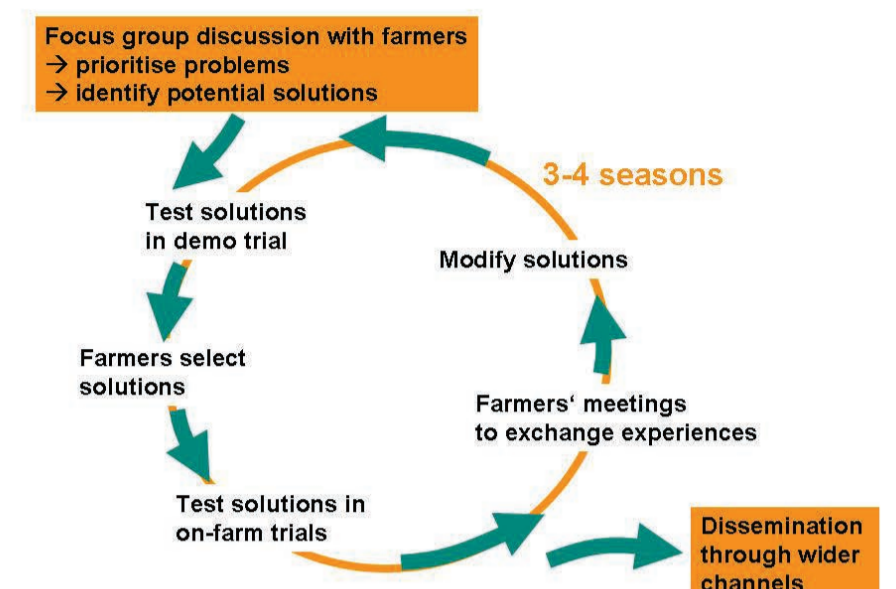 Focus group discussion with farmers
→ prioritise problems
→ identify potential solutions
3-4 seasons
Test solutions
in demo trial
Modify solutions
Farmers select
solutions
Farmers‘ meetings
to exchange experiences
Test solutions in
on-farm trials
Dissemination
through wider
channels